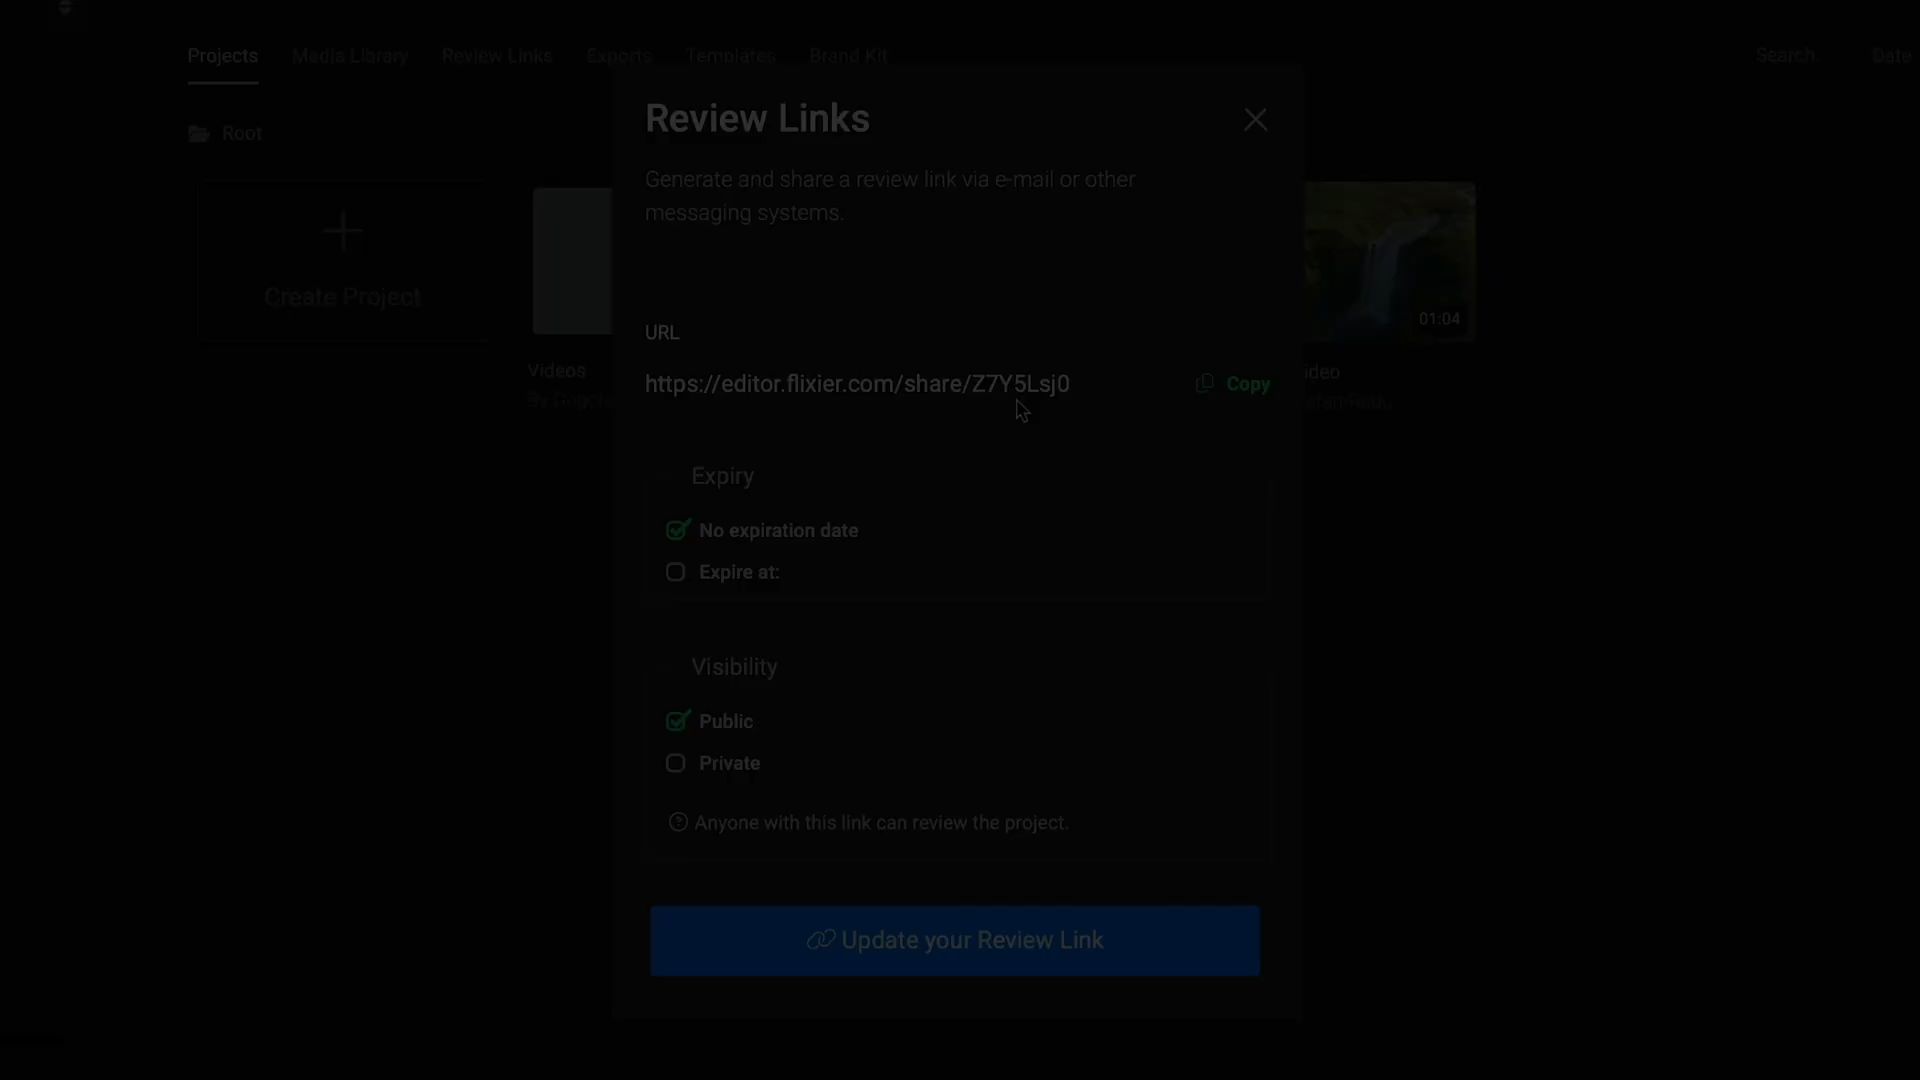 Projects Media Library Review Links Exports Templates Brand Kit Search. Date
Root
Review Links
Generate and share a review link via e-mail or other
messaging systems.
Create Project
01:04
URL
https://editor.flixier.com/share/Z7Y5Lsj0
Copy
Videos
ideo
By
Expiry
No expiration date
Expire at:
Visibility
Public
Private
Anyone with this link can review the project.
Update your Review Link